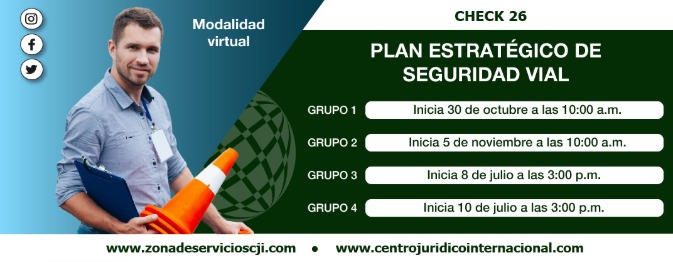 Modalidad
virtual
CHECK 26
PLAN ESTRATÉGICO DE
SEGURIDAD VIAL
GRUPO 1 Inicia 30 de octubre a las 10:00 a.m.
GRUPO 2 Inicia 5 de noviembre a las 10:00 a.m.
GRUPO 3 Inicia 8 de julio a las 3:00 p.m.
GRUPO 4 Inicia 10 de julio a las 3:00 p.m.
www.zonadeservicioscji.com • www.centrojuridicointernacional.com